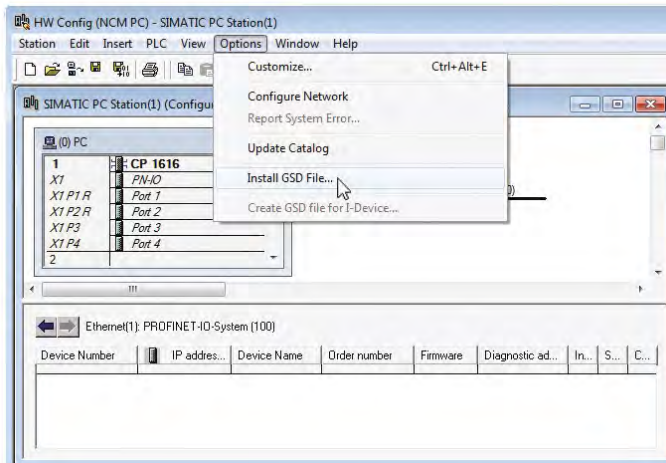 HW Config (NCM PC) - SIMATIC PC Station(1)
Station Edit Insert PLC View Options Window Help
Customize... Ctrl+Alt+E
Configure Network
Report System Error...
Update Catalog
Install GSD File...
Create GSD file for I-Device...
SIMATIC PC Station(1) (Configu
(0) PC
1 CP 1616
X1 PN-IO
X1 P1 R Port 1
X1 P2 R Port 2
X1 P3 Port 3
X1 P4 Port 4
2
0)
Ethernet(1): PROFINET-IO-System (100)
Device Number IP addres... Device Name Order number Firmware Diagnostic ad... In... S... C...